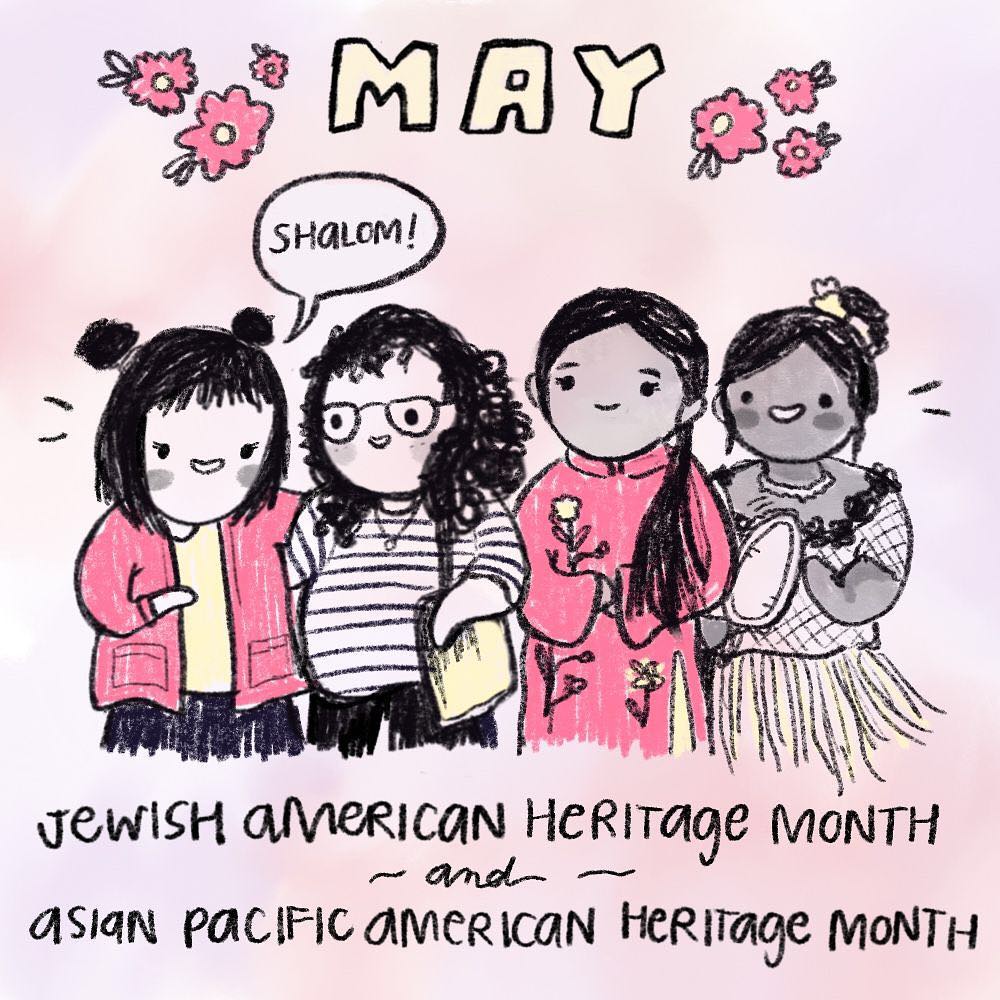 MAY
SHALOM!
JEWISH AMERICAN HERITAGE MONTH
~ and ~
ASIAN PACIFIC AMERICAN HERITAGE MONTH